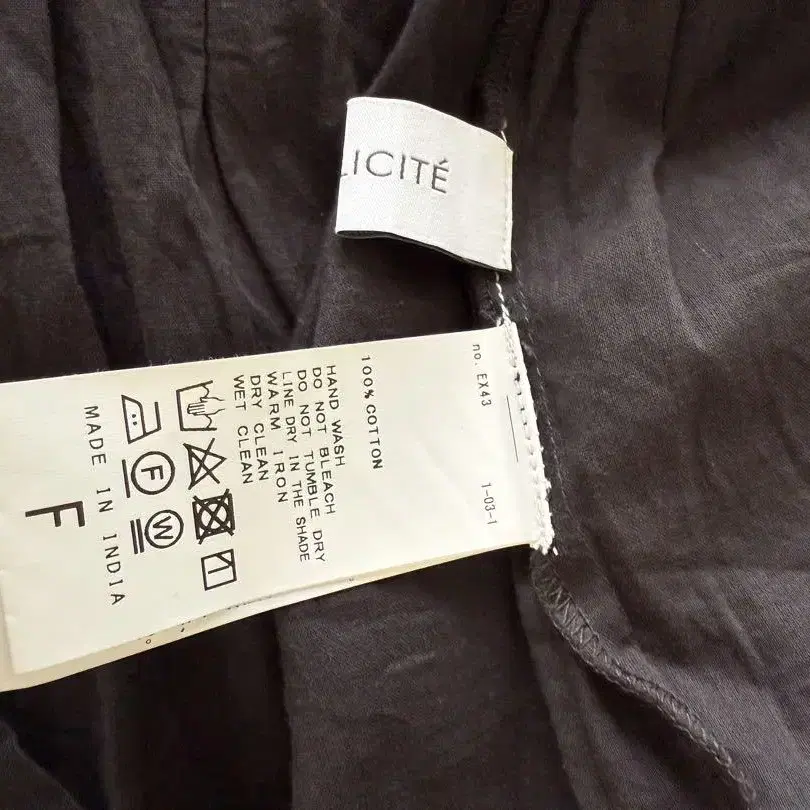 LICITÉ
no. EX43
1-03-1
100% COTTON
HAND WASH
DO NOT BLEACH
DO NOT TUMBLE DRY
LINE DRY IN THE SHADE
WARM IRON
DRY CLEAN
WET CLEAN
F W
MADE IN INDIA
F